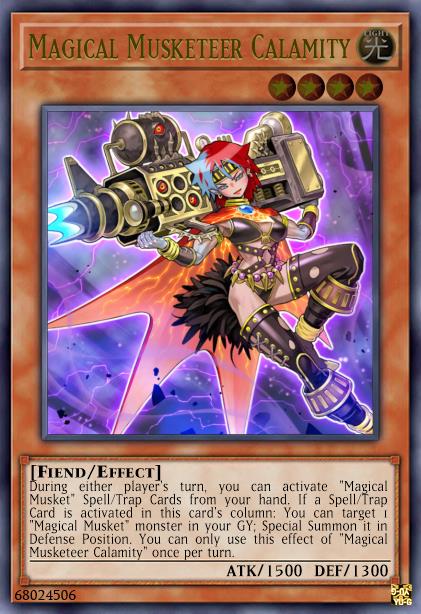 MAGICAL MUSKETEER CALAMITY
LIGHT
光
[FIEND/EFFECT]
During either player's turn, you can activate "Magical
Musket" Spell/Trap Cards from your hand. If a Spell/Trap
Card is activated in this card's column: You can target 1
"Magical Musket" monster in your GY; Special Summon it in
Defense Position. You can only use this effect of "Magical
Musketeer Calamity" once per turn.
ATK/1500 DEF/1300
68024506